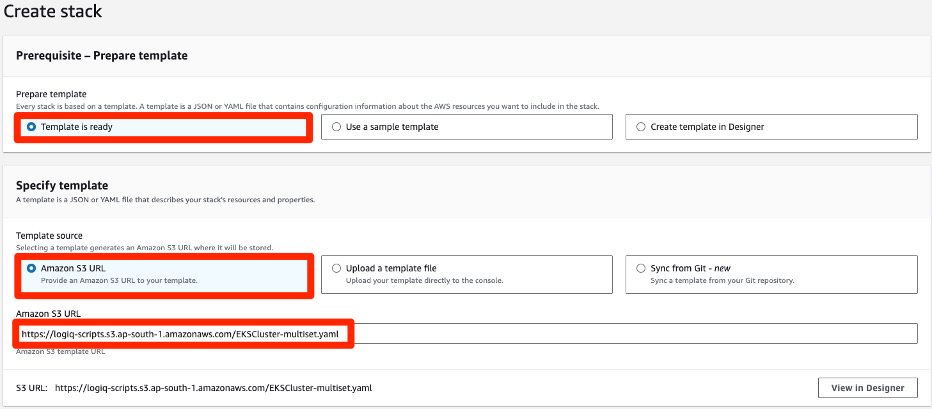 Create stack
Prerequisite – Prepare template
Prepare template
Every stack is based on a template. A template is a JSON or YAML file that contains configuration information about the AWS resources you want to include in the stack.
Template is ready
Use a sample template
Create template in Designer
Specify template
A template is a JSON or YAML file that describes your stack's resources and properties.
Template source
Selecting a template generates an Amazon S3 URL where it will be stored.
Amazon S3 URL
Provide an Amazon S3 URL to your template.
Upload a template file
Upload your template directly to the console.
Sync from Git - new
Sync a template from your Git repository.
Amazon S3 URL
https://logiq-scripts.s3.ap-south-1.amazonaws.com/EKSCluster-multiset.yaml
Amazon S3 template URL
S3 URL: https://logiq-scripts.s3.ap-south-1.amazonaws.com/EKSCluster-multiset.yaml
View in Designer